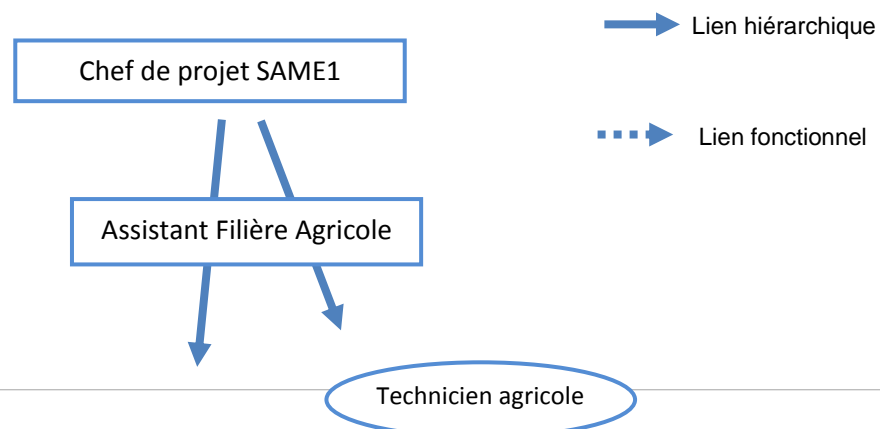 Lien hiérarchique
Chef de projet SAME1
Lien fonctionnel
Assistant Filière Agricole
Technicien agricole